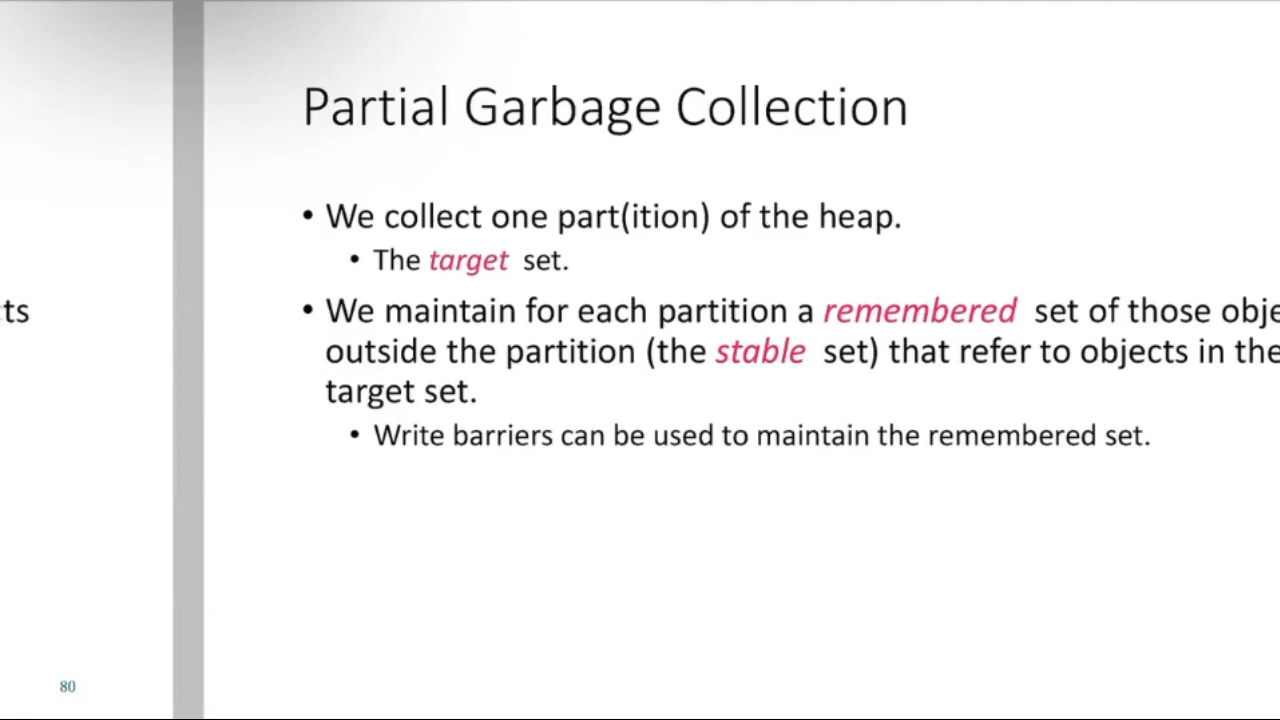 Partial Garbage Collection
• We collect one part(ition) of the heap.
• The target set.
ts
• We maintain for each partition a remembered set of those obje
outside the partition (the stable set) that refer to objects in the
target set.
• Write barriers can be used to maintain the remembered set.
80